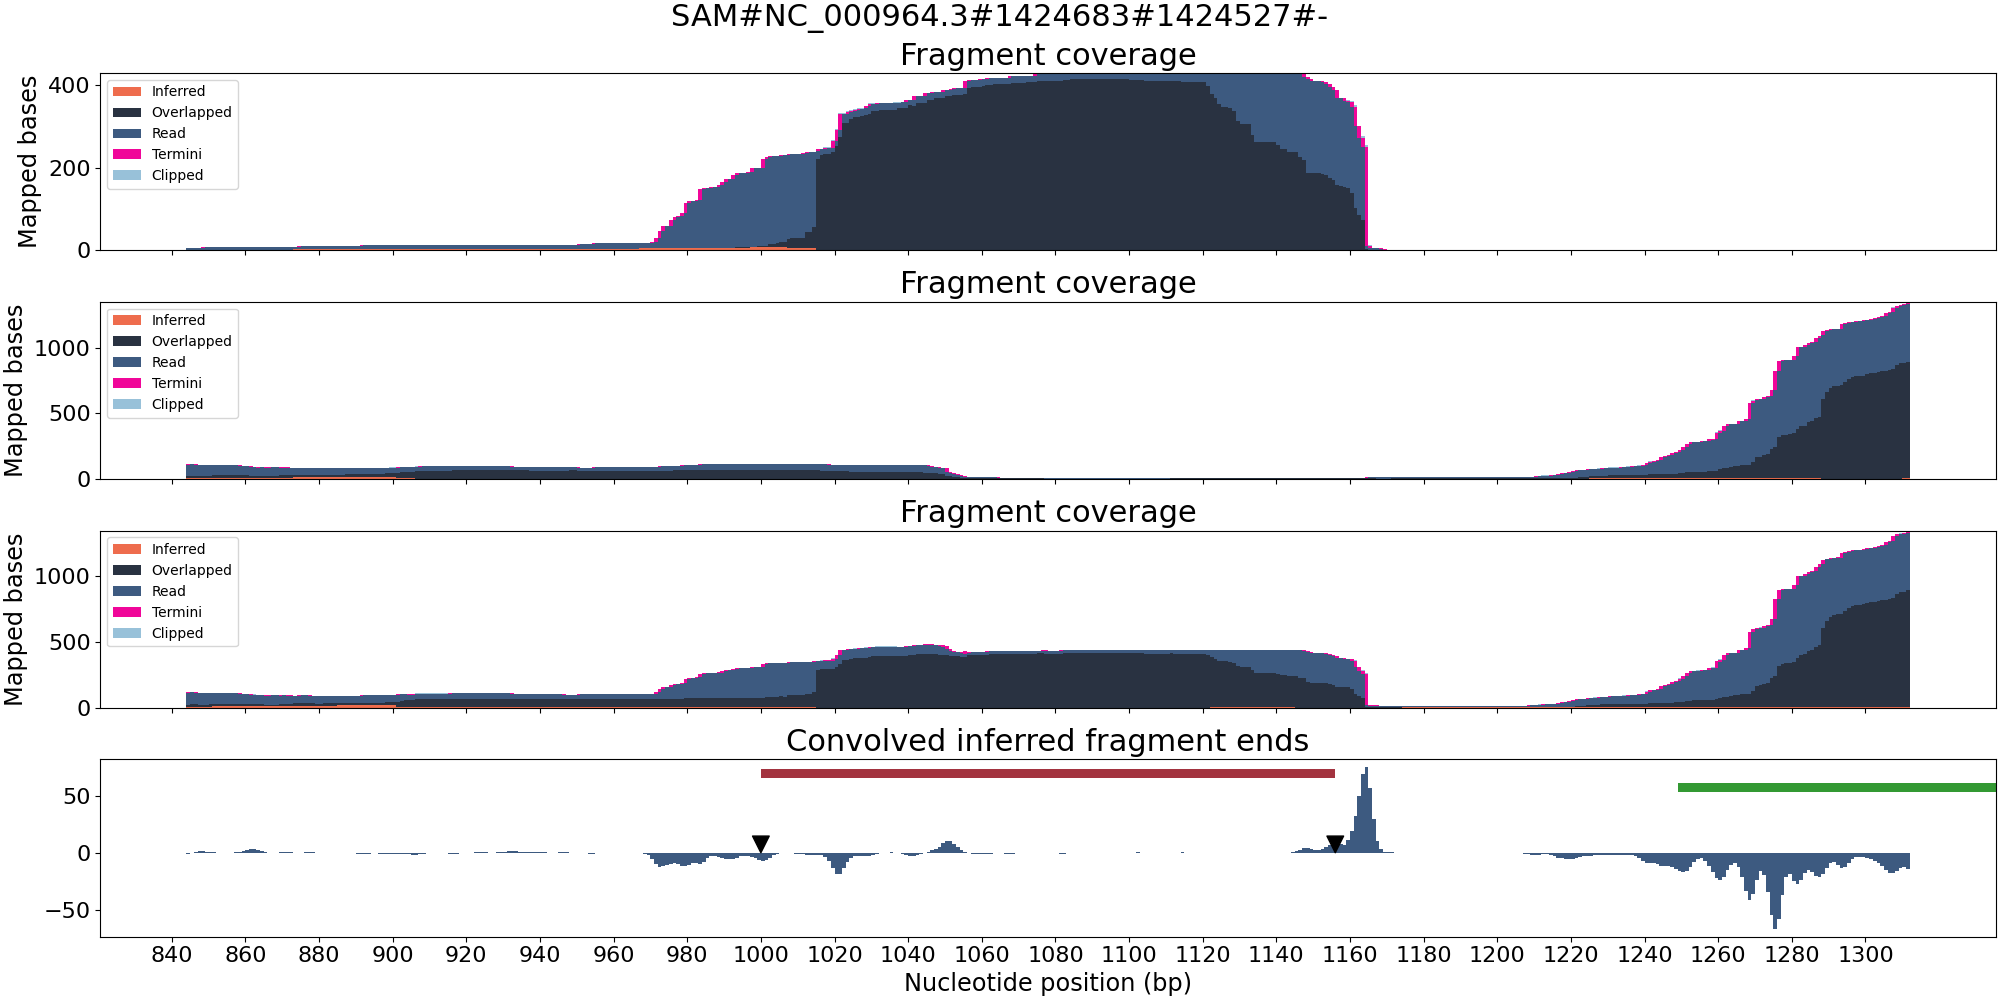 SAM#NC_000964.3#1424683#1424527#-
Fragment coverage
Mapped bases
400
200
0
Inferred
Overlapped
Read
Termini
Clipped
Fragment coverage
Mapped bases
1000
500
0
Inferred
Overlapped
Read
Termini
Clipped
Fragment coverage
Mapped bases
1000
500
0
Inferred
Overlapped
Read
Termini
Clipped
Convolved inferred fragment ends
50
0
−50
840 860 880 900 920 940 960 980 1000 1020 1040 1060 1080 1100 1120 1140 1160 1180 1200 1220 1240 1260 1280 1300
Nucleotide position (bp)